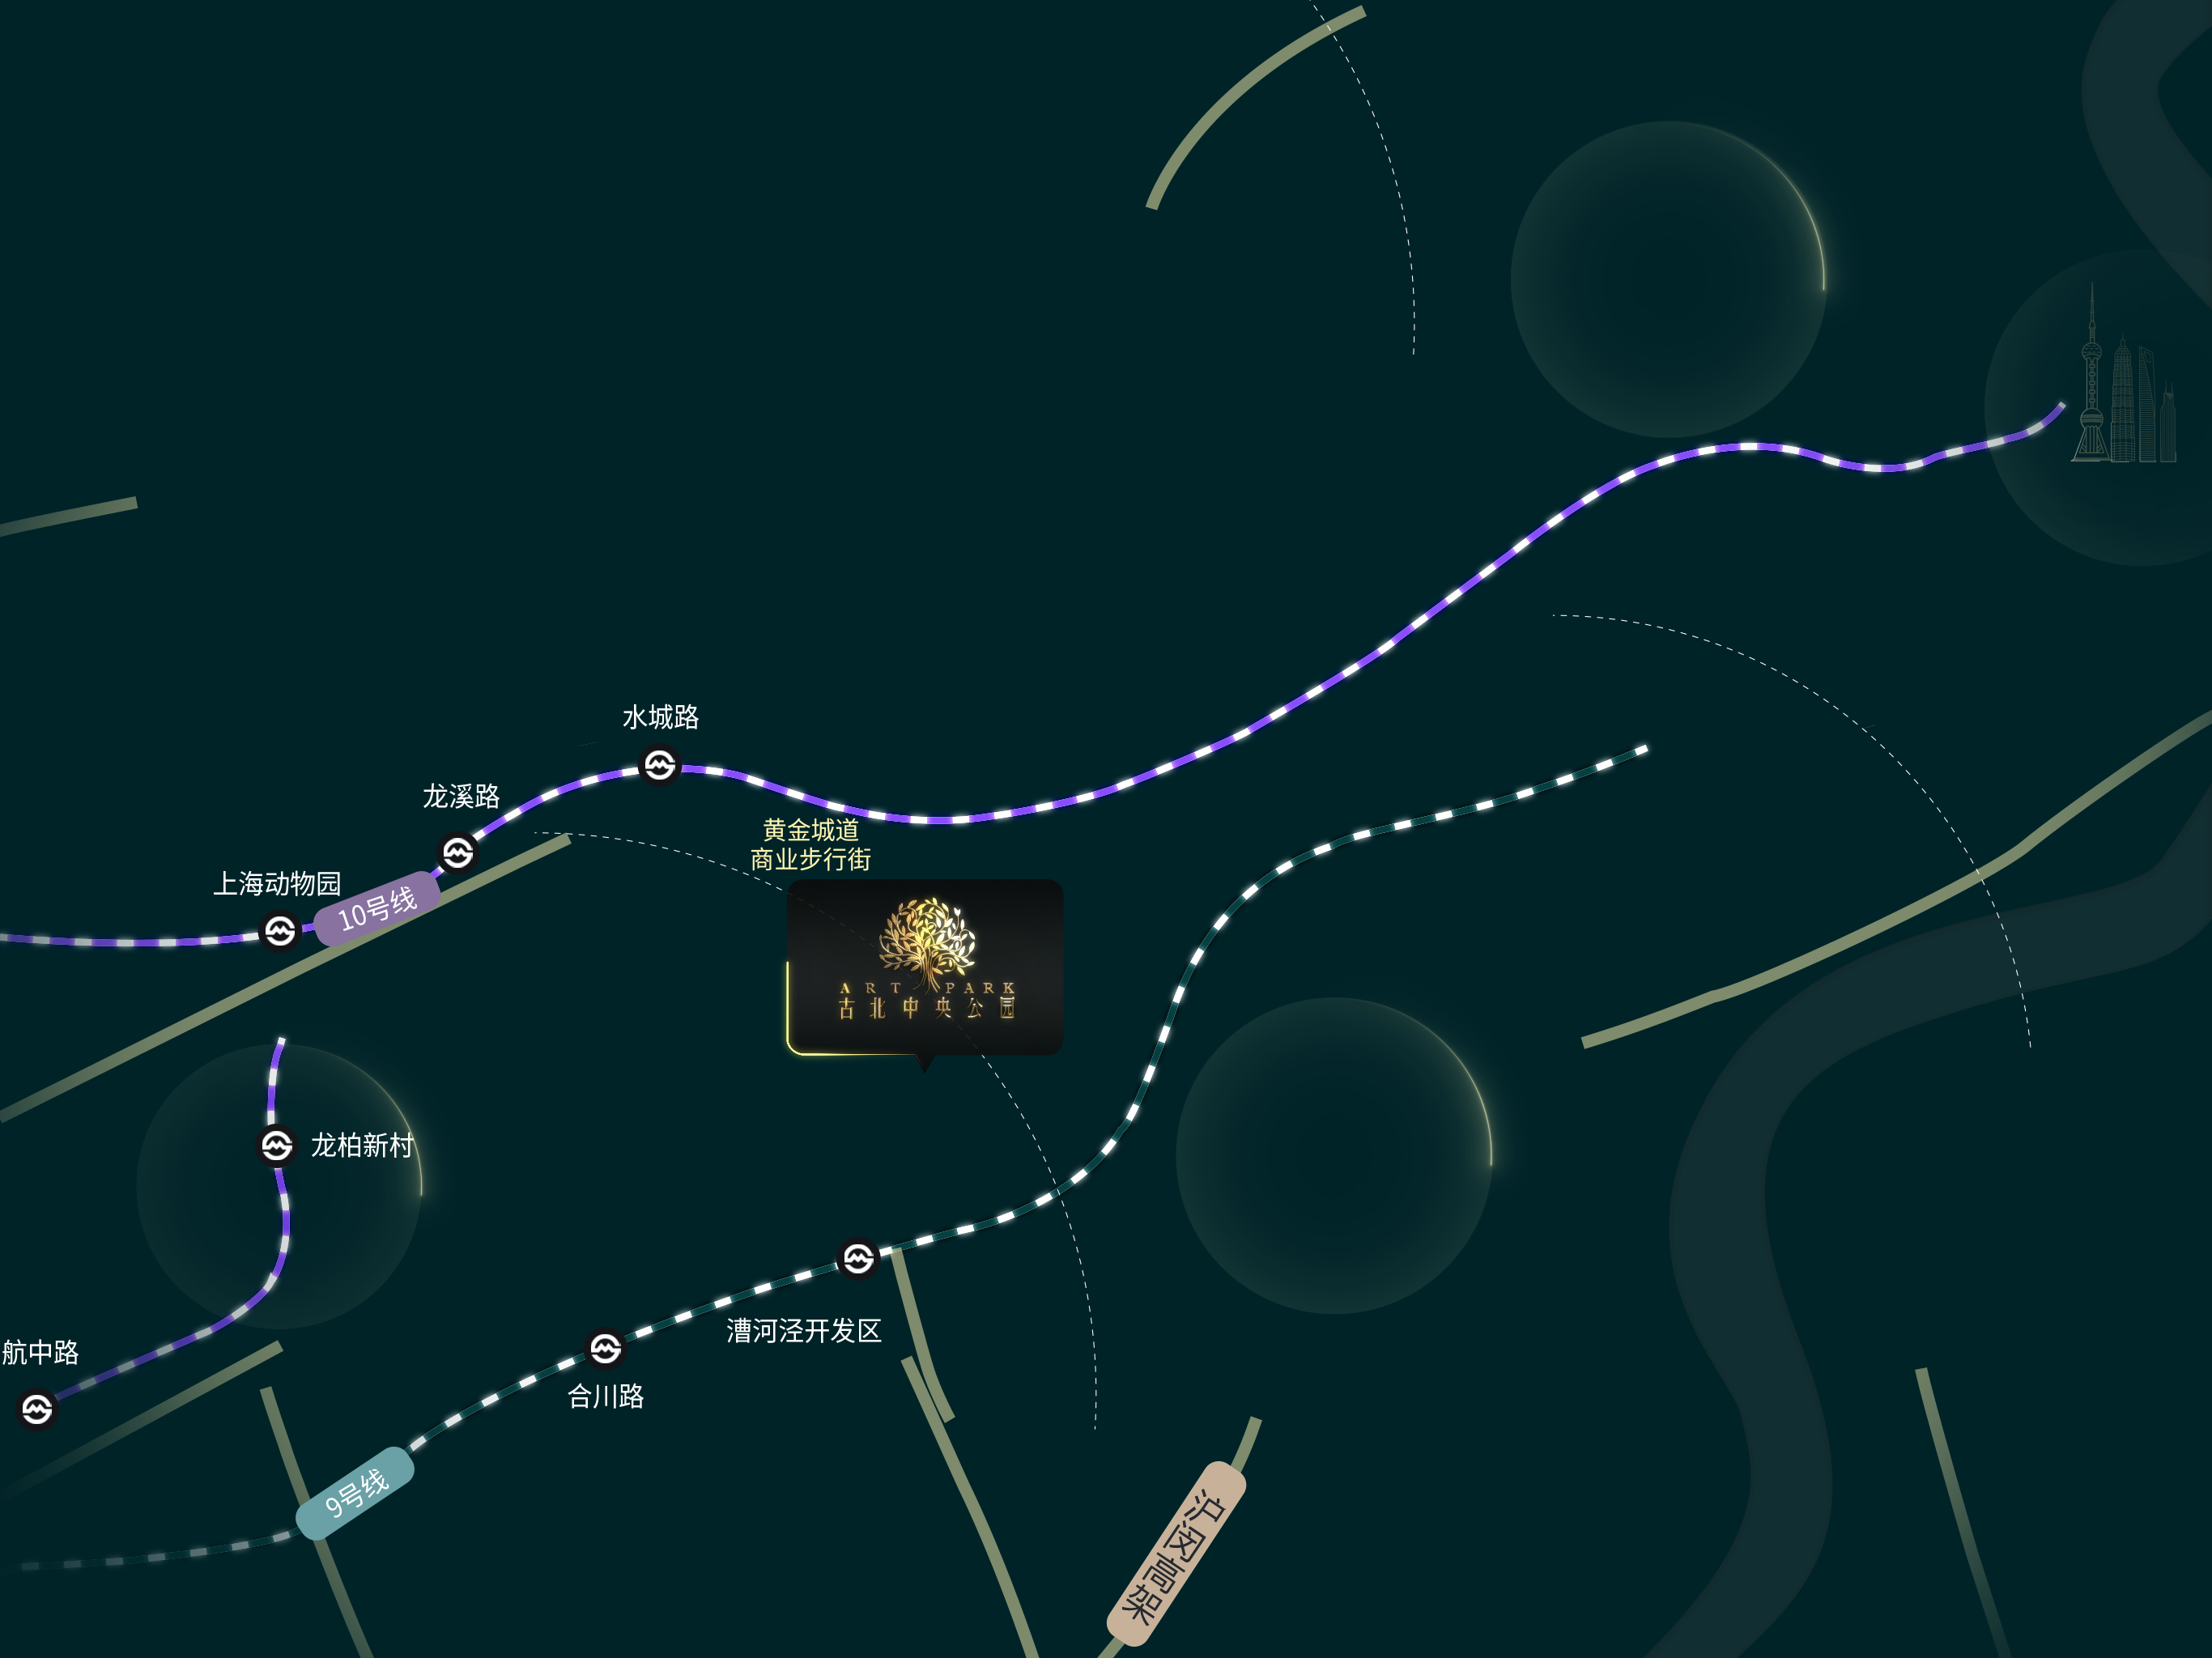 水城路
龙溪路
黄金城道
商业步行街
上海动物园
10号线
ART PARK
古北中央公园
龙柏新村
漕河泾开发区
航中路
合川路
9号线
沪闵高架